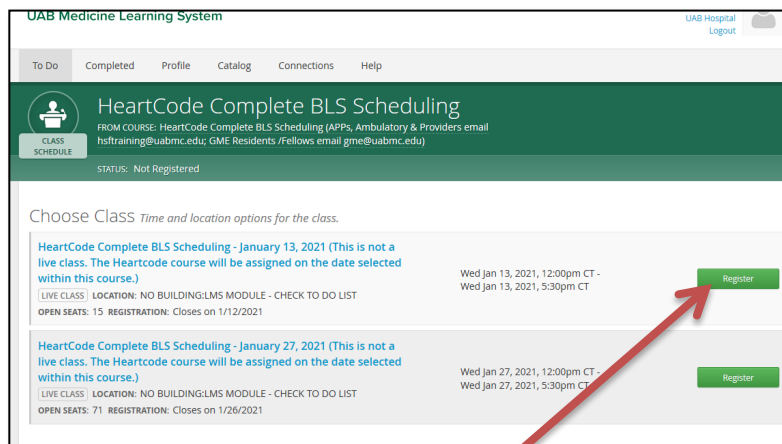 UAB Medicine Learning System
UAB Hospital
Logout
To Do Completed Profile Catalog Connections Help
HeartCode Complete BLS Scheduling
FROM COURSE: HeartCode Complete BLS Scheduling (APPs, Ambulatory & Providers email
hsftraining@uabmc.edu; GME Residents /Fellows email gme@uabmc.edu)
CLASS
SCHEDULE
STATUS: Not Registered
Choose Class Time and location options for the class.
HeartCode Complete BLS Scheduling - January 13, 2021 (This is not a
live class. The Heartcode course will be assigned on the date selected
within this course.)
LIVE CLASS LOCATION: NO BUILDING:LMS MODULE - CHECK TO DO LIST
OPEN SEATS: 15 REGISTRATION: Closes on 1/12/2021
Wed Jan 13, 2021, 12:00pm CT -
Wed Jan 13, 2021, 5:30pm CT
Register
HeartCode Complete BLS Scheduling - January 27, 2021 (This is not a
live class. The Heartcode course will be assigned on the date selected
within this course.)
LIVE CLASS LOCATION: NO BUILDING:LMS MODULE - CHECK TO DO LIST
OPEN SEATS: 71 REGISTRATION: Closes on 1/26/2021
Wed Jan 27, 2021, 12:00pm CT -
Wed Jan 27, 2021, 5:30pm CT
Register